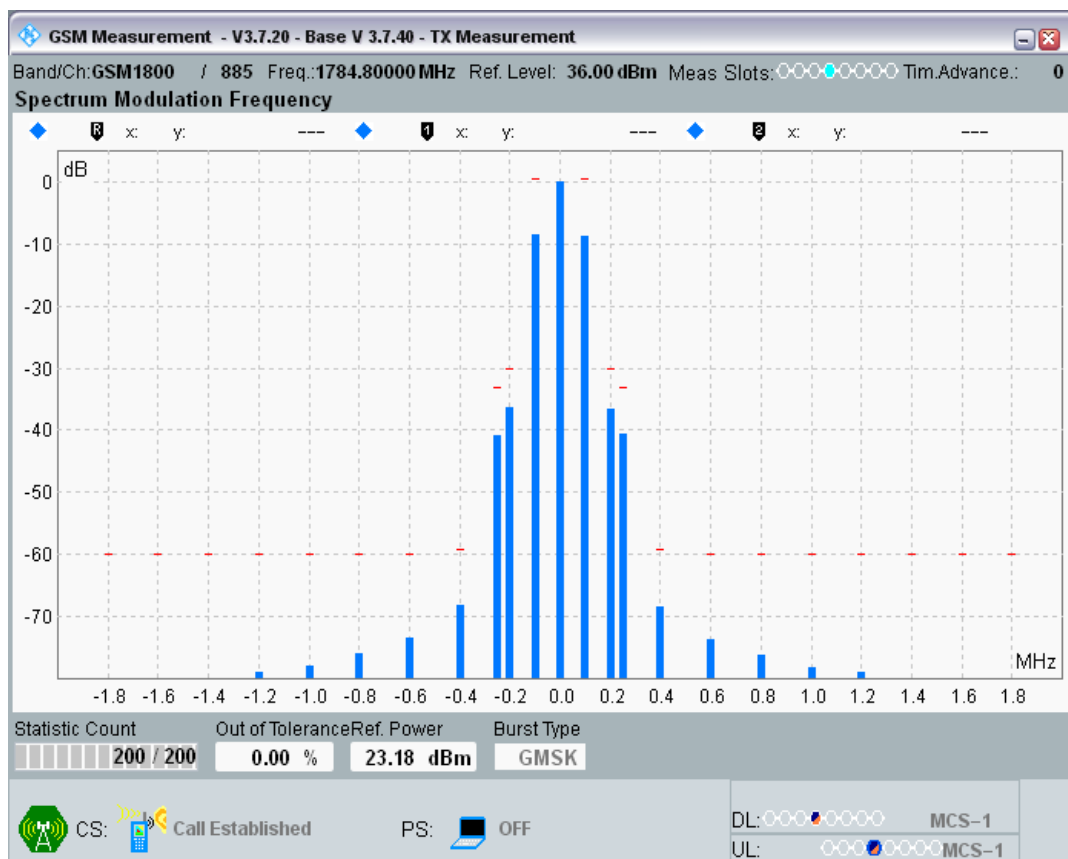 GSM Measurement - V3.7.20 - Base V 3.7.40 - TX Measurement
Band/Ch:GSM1800 / 885 Freq.:1784.80000 MHz Ref. Level: 36.00 dBm Meas Slots: Tim.Advance.: 0
Spectrum Modulation Frequency
R x: y: --- 1 x: y: --- 2 x: y: ---
dB
0
-10
-20
-30
-40
-50
-60
-70
MHz
-1.8 -1.6 -1.4 -1.2 -1.0 -0.8 -0.6 -0.4 -0.2 0.0 0.2 0.4 0.6 0.8 1.0 1.2 1.4 1.6 1.8
Statistic Count Out of Tolerance Ref. Power Burst Type
200 / 200 0.00 % 23.18 dBm GMSK
CS: Call Established PS: OFF DL: MCS-1
UL: MCS-1